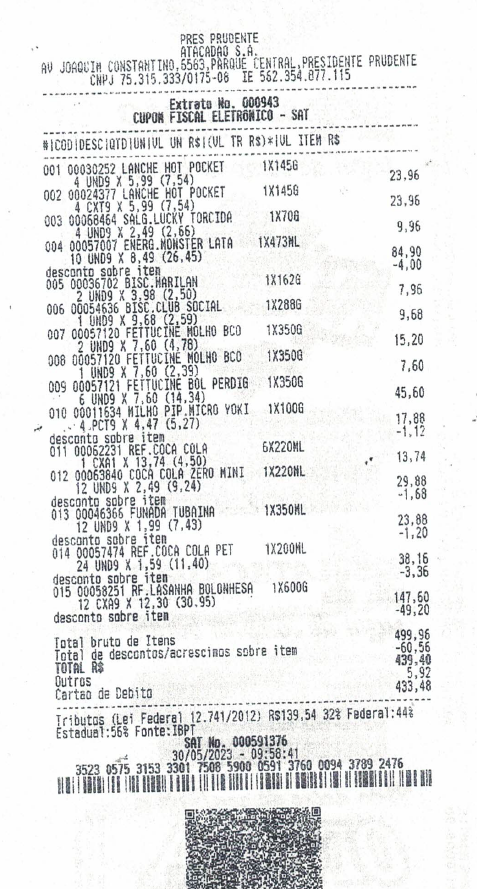 PRES PRUDENTE
ATACADAO S.A.
AV JOAQUIM CONSTANTINO,6563,PARQUE CENTRAL,PRESIDENTE PRUDENTE
CNPJ 75.315.333/0175-08 IE 562.354.877.115
Extrato No. 000943
CUPOM FISCAL ELETRÔNICO - SAT
#|COD|DESC|QTD|UN|VL UN R$|(VL TR R$)*|VL ITEM R$
001 00030252 LANCHE HOT POCKET 1X145G
4 UND9 X 5,99 (7,54) 23,96
002 00024377 LANCHE HOT POCKET 1X145G
4 CXT9 X 5,99 (7,54) 23,96
003 00068464 SALG.LUCKY TORCIDA 1X70G
4 UND9 X 2,49 (2,66) 9,96
004 00057007 ENERG.MONSTER LATA 1X473ML
10 UND9 X 8,49 (26,45) 84,90
desconto sobre item -4,00
005 00036702 BISC.MARILAN 1X162G
2 UND9 X 3,98 (2,50) 7,96
006 00054636 BISC.CLUB SOCIAL 1X288G
1 UND9 X 9,68 (2,59) 9,68
007 00057120 FETTUCINE MOLHO BCO 1X350G
2 UND9 X 7,60 (4,78) 15,20
008 00057120 FETTUCINE MOLHO BCO 1X350G
1 UND9 X 7,60 (2,39) 7,60
009 00057121 FETTUCINE BOL PERDIG 1X350G
6 UND9 X 7,60 (14,34) 45,60
010 00011634 MILHO PIP.MICRO YOKI 1X100G
4 PCT9 X 4,47 (5,27) 17,88
desconto sobre item -1,12
011 00062231 REF.COCA COLA 6X220ML
1 CXA1 X 13,74 (4,50) 13,74
012 00063840 COCA COLA ZERO MINI 1X220ML
12 UND9 X 2,49 (9,24) 29,88
desconto sobre item -1,68
013 00046366 FUNADA TUBAINA 1X350ML
12 UND9 X 1,99 (7,43) 23,88
desconto sobre item -1,20
014 00057474 REF.COCA COLA PET 1X200ML
24 UND9 X 1,59 (11.40) 38,16
desconto sobre item -3,36
015 00058251 RF.LASANHA BOLONHESA 1X600G
12 CXA9 X 12,30 (30.95) 147,60
desconto sobre item -49,20
Total bruto de Itens 499,96
Total de descontos/acrescimos sobre item -60,56
TOTAL R$ 439,40
Outros 5,92
Cartao de Debito 433,48
Tributos (Lei Federal 12.741/2012) R$139,54 32% Federal:44%
Estadual:56% Fonte:IBPT
SAT No. 000591376
30/05/2023 - 09:58:41
3523 0575 3153 3301 7508 5900 0591 3760 0094 3789 2476